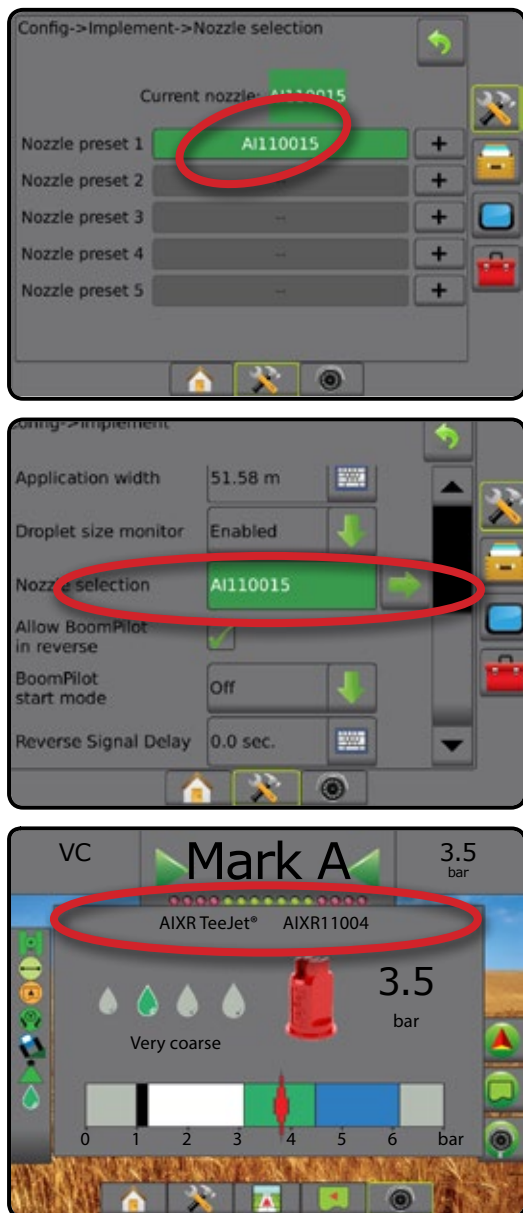 Config->Implement->Nozzle selection
Current nozzle: AI110015
Nozzle preset 1 AI110015 +
Nozzle preset 2 -- +
Nozzle preset 3 -- +
Nozzle preset 4 -- +
Nozzle preset 5 -- +
Config->Implement
Application width 51.58 m
Droplet size monitor Enabled
Nozzle selection AI110015
Allow BoomPilot
in reverse
BoomPilot
start mode Off
Reverse Signal Delay 0.0 sec.
VC Mark A 3.5
bar
AIXR TeeJet® AIXR11004
3.5
bar
Very coarse
0 1 2 3 4 5 6 bar